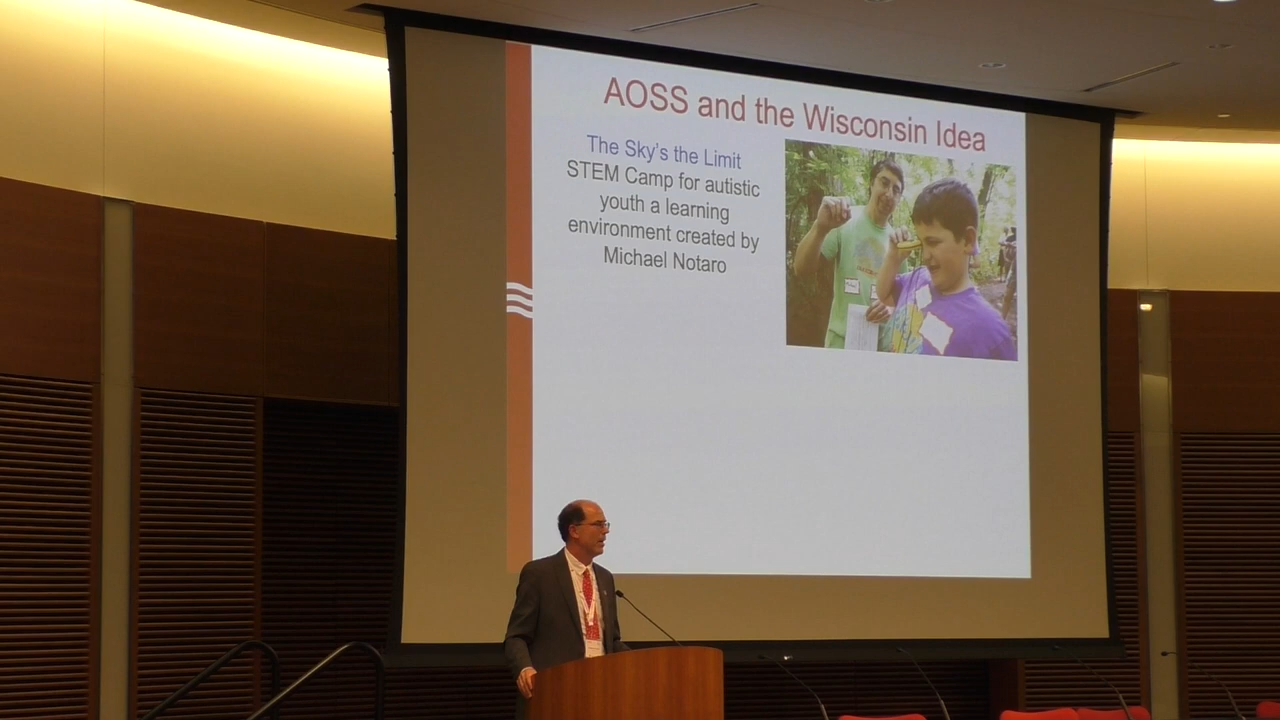 AOSS and the Wisconsin Idea
The Sky's the Limit
STEM Camp for autistic
youth a learning
environment created by
Michael Notaro